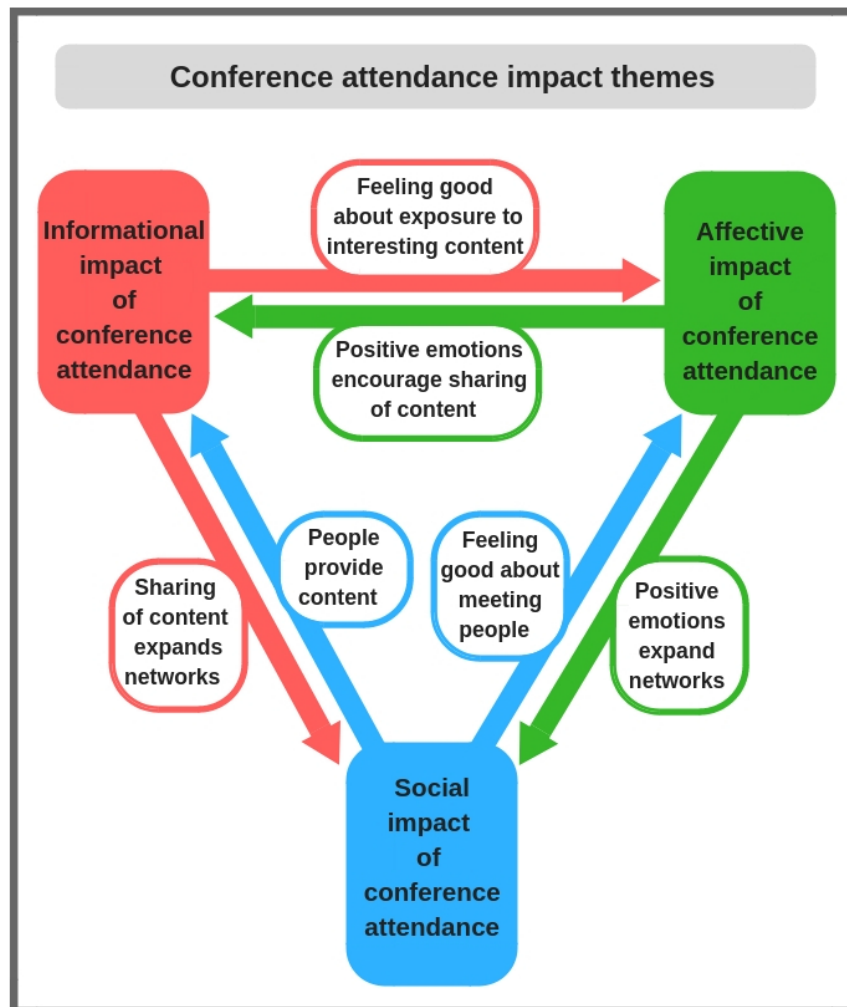 Conference attendance impact themes
Informational
impact
of
conference
attendance
Feeling good
about exposure to
interesting content
Affective
impact
of
conference
attendance
Positive emotions
encourage sharing
of content
Sharing
of content
expands
networks
People
provide
content
Feeling
good about
meeting
people
Positive
emotions
expand
networks
Social
impact
of
conference
attendance